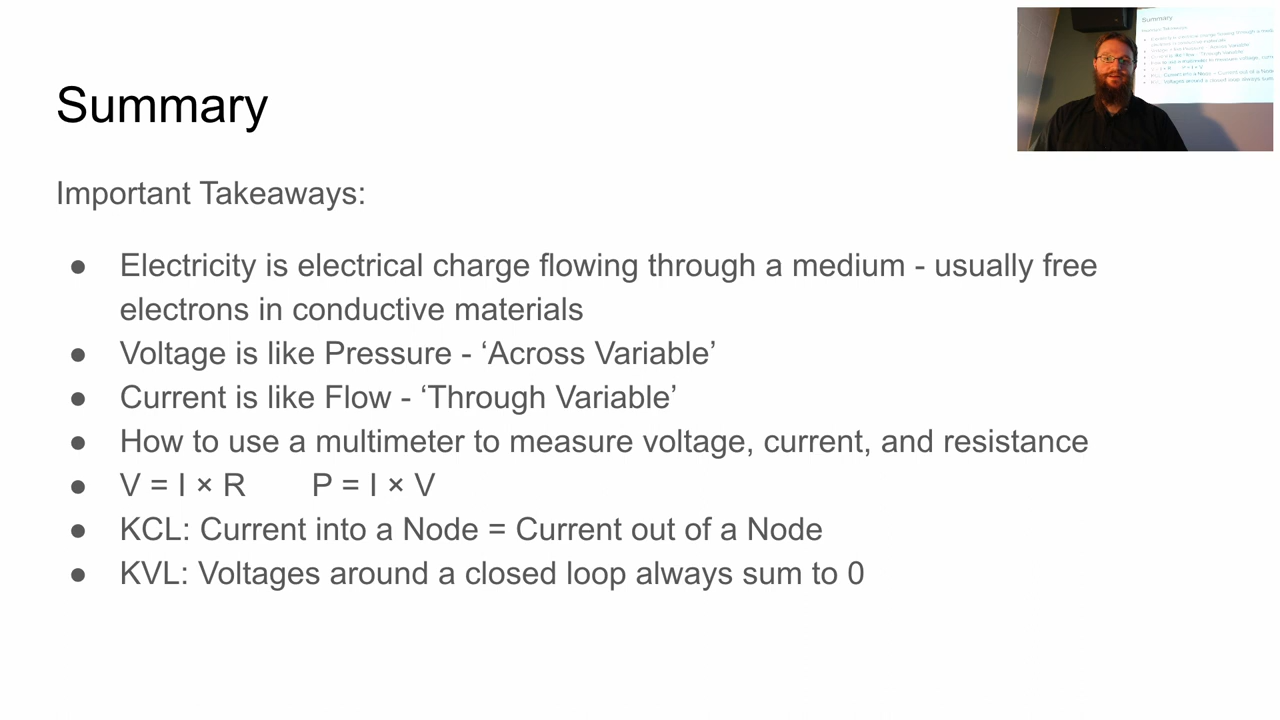 Summary
Important Takeaways:
● Electricity is electrical charge flowing through a medium - usually free
electrons in conductive materials
● Voltage is like Pressure - ‘Across Variable’
● Current is like Flow - ‘Through Variable’
● How to use a multimeter to measure voltage, current, and resistance
● V = I × R P = I × V
● KCL: Current into a Node = Current out of a Node
● KVL: Voltages around a closed loop always sum to 0
Summary